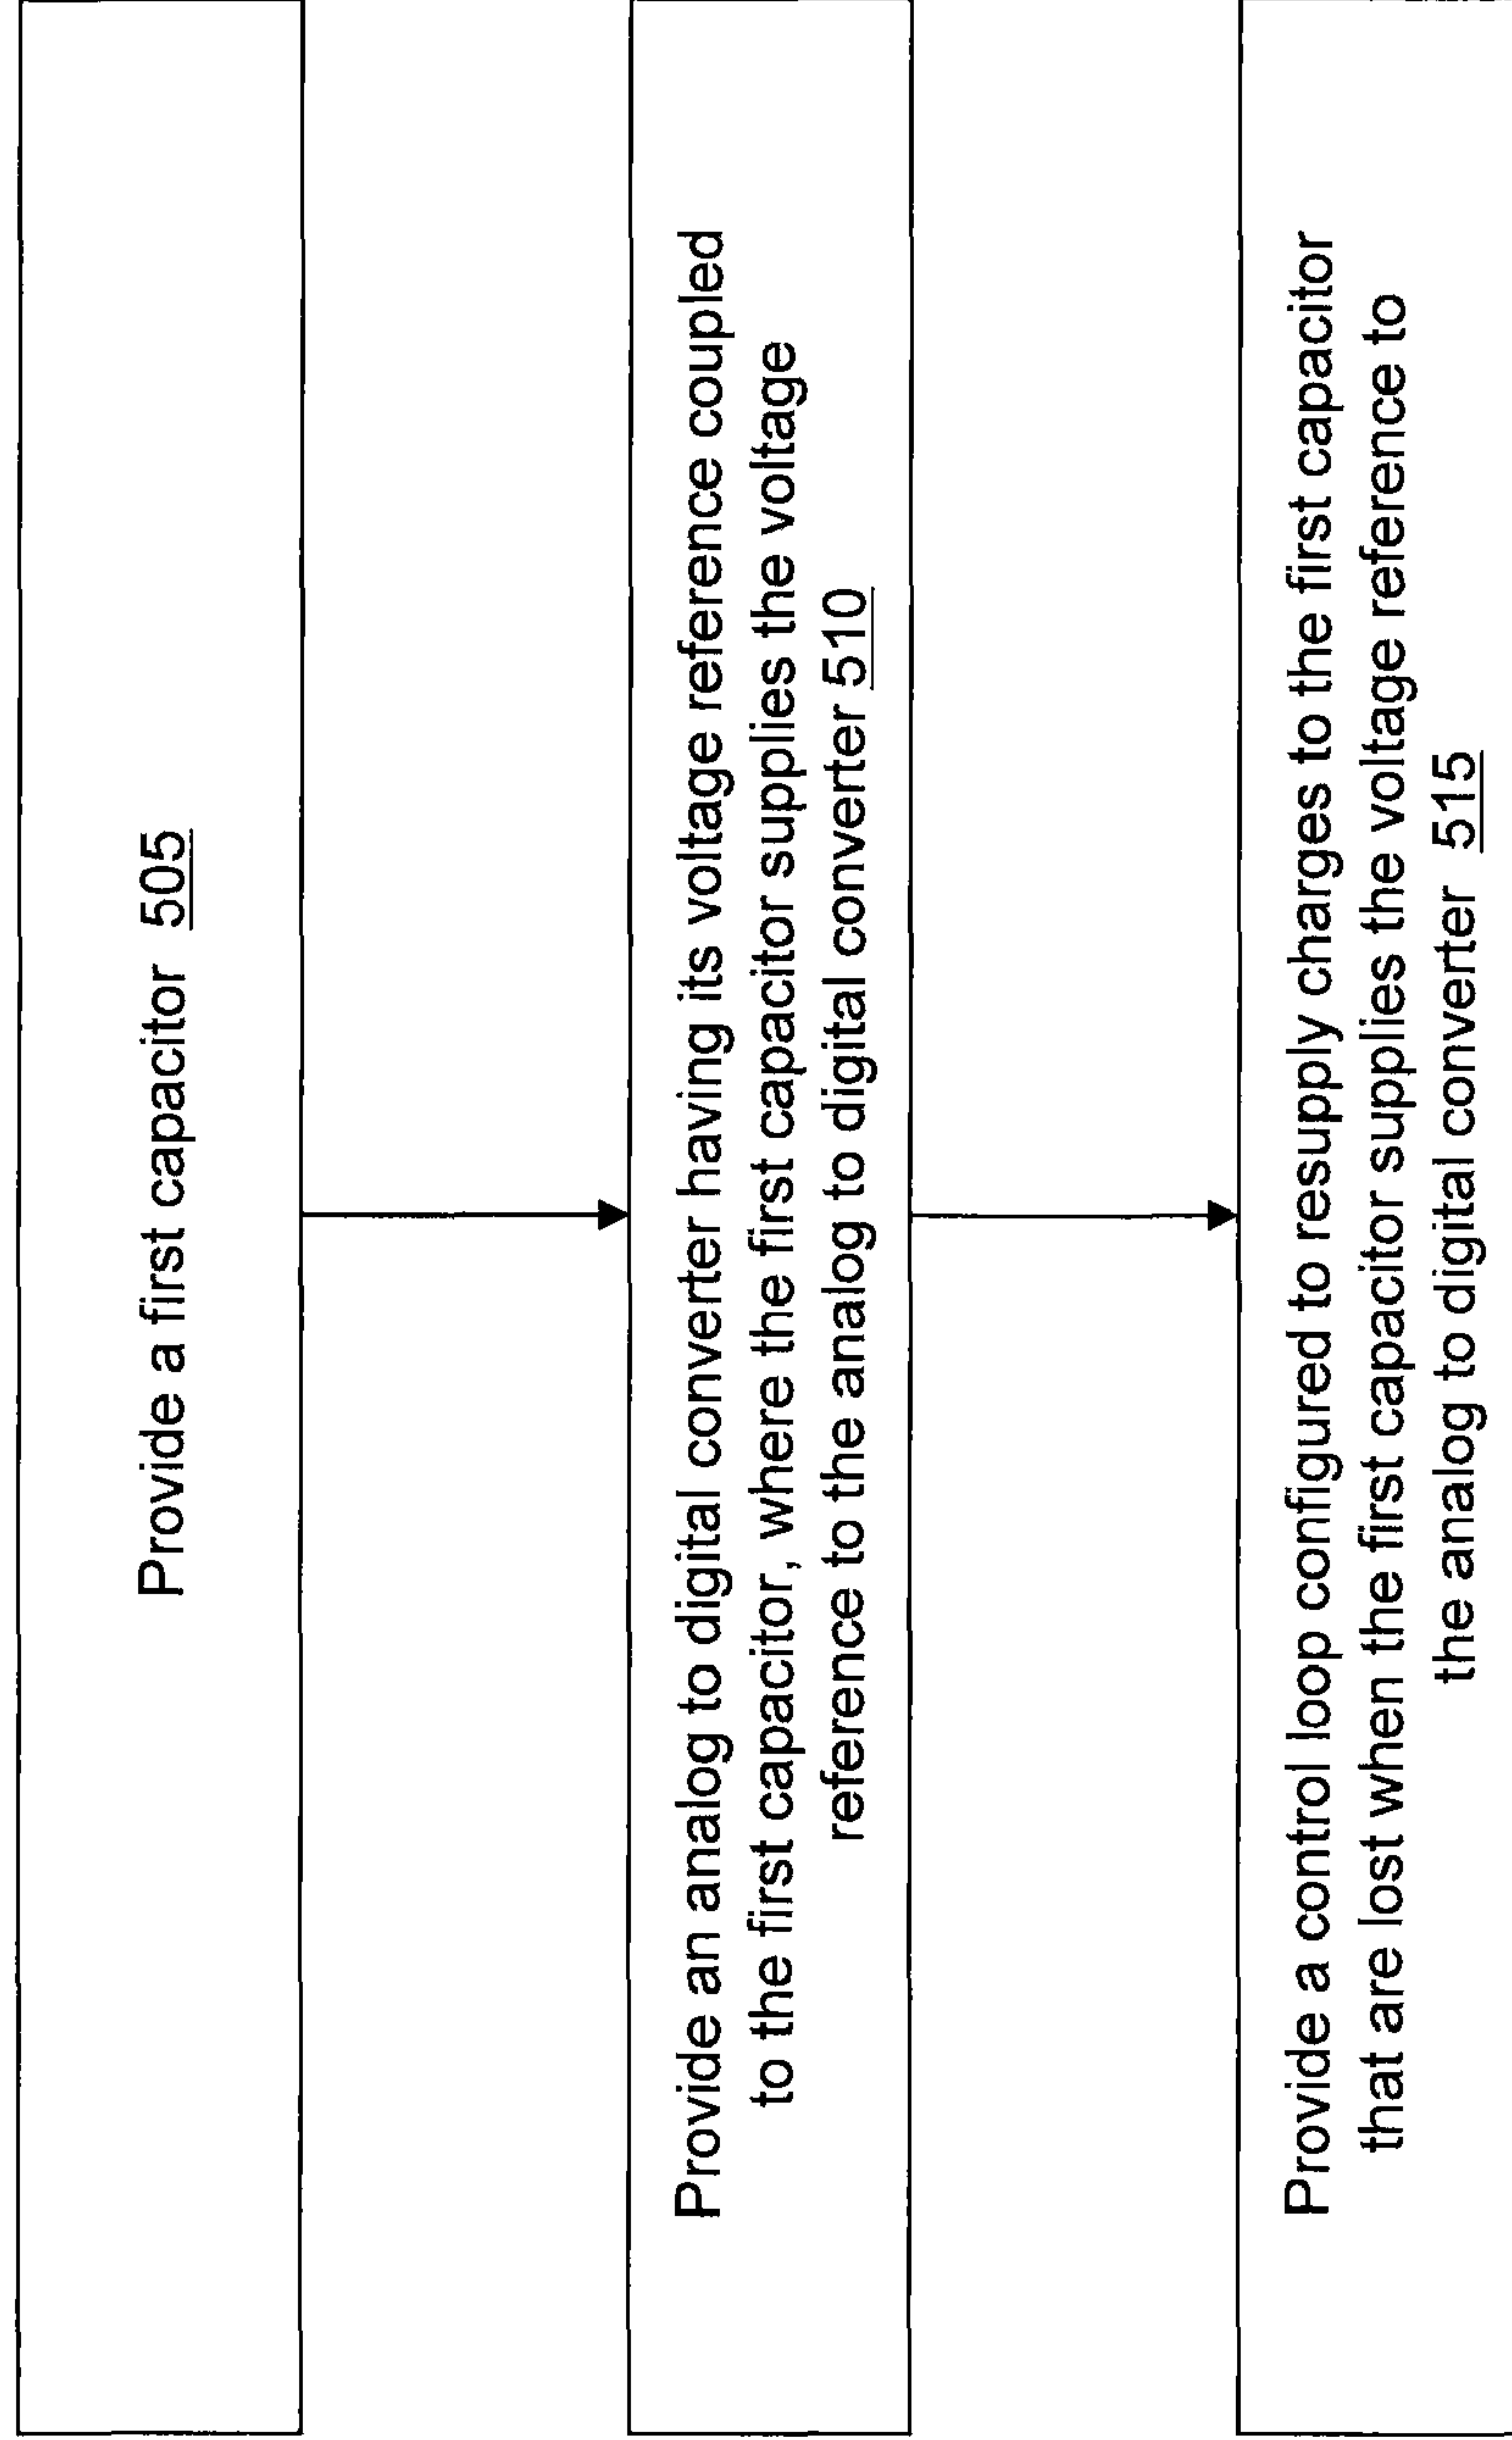 Provide a first capacitor 505
Provide an analog to digital converter having its voltage reference coupled
to the first capacitor, where the first capacitor supplies the voltage
reference to the analog to digital converter 510
Provide a control loop configured to resupply charges to the first capacitor
that are lost when the first capacitor supplies the voltage reference to
the analog to digital converter 515